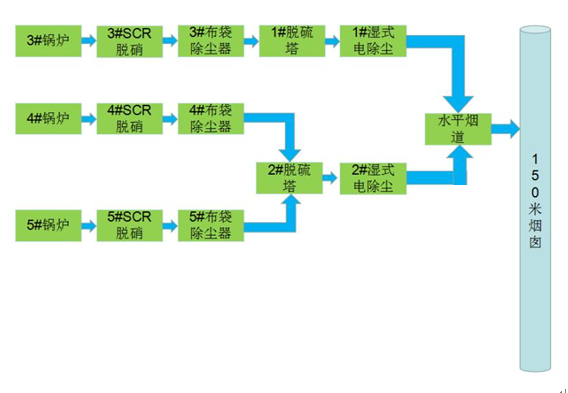 3#锅炉
3#SCR
脱硝
3#布袋
除尘器
1#脱硫
塔
1#湿式
电除尘
4#锅炉
4#SCR
脱硝
4#布袋
除尘器
水平烟
道
2#脱硫
塔
2#湿式
电除尘
5#锅炉
5#SCR
脱硝
5#布袋
除尘器
150米烟囱